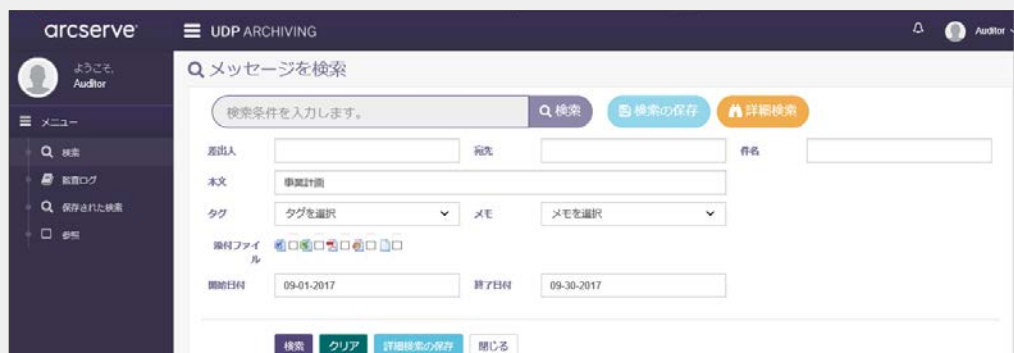 arcserve
UDP ARCHIVING
Auditor
ようこそ,
Auditor
メッセージを検索
検索条件を入力します。
検索
検索の保存
詳細検索
メニュー
検索
監査ログ
保存された検索
参照
差出人
宛先
件名
本文
事業計画
タグ
タグを選択
メモ
メモを選択
添付ファイ
ル
開始日付
09-01-2017
終了日付
09-30-2017
検索
クリア
詳細検索の保存
閉じる